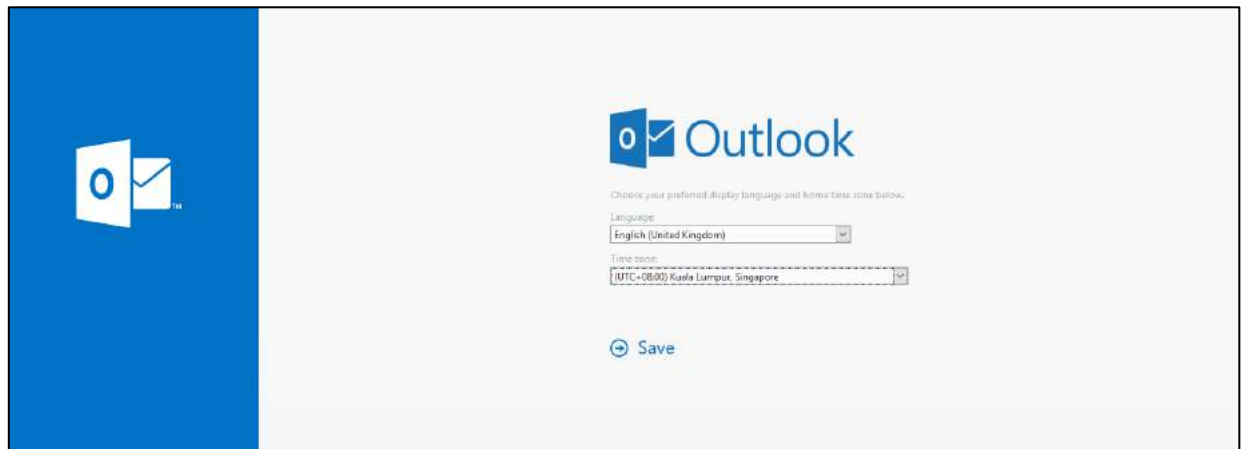 O
TM
O
Outlook
Choose your preferred display language and home time zone below.
Language:
English (United Kingdom)
Time zone:
(UTC+08:00) Kuala Lumpur, Singapore
Save